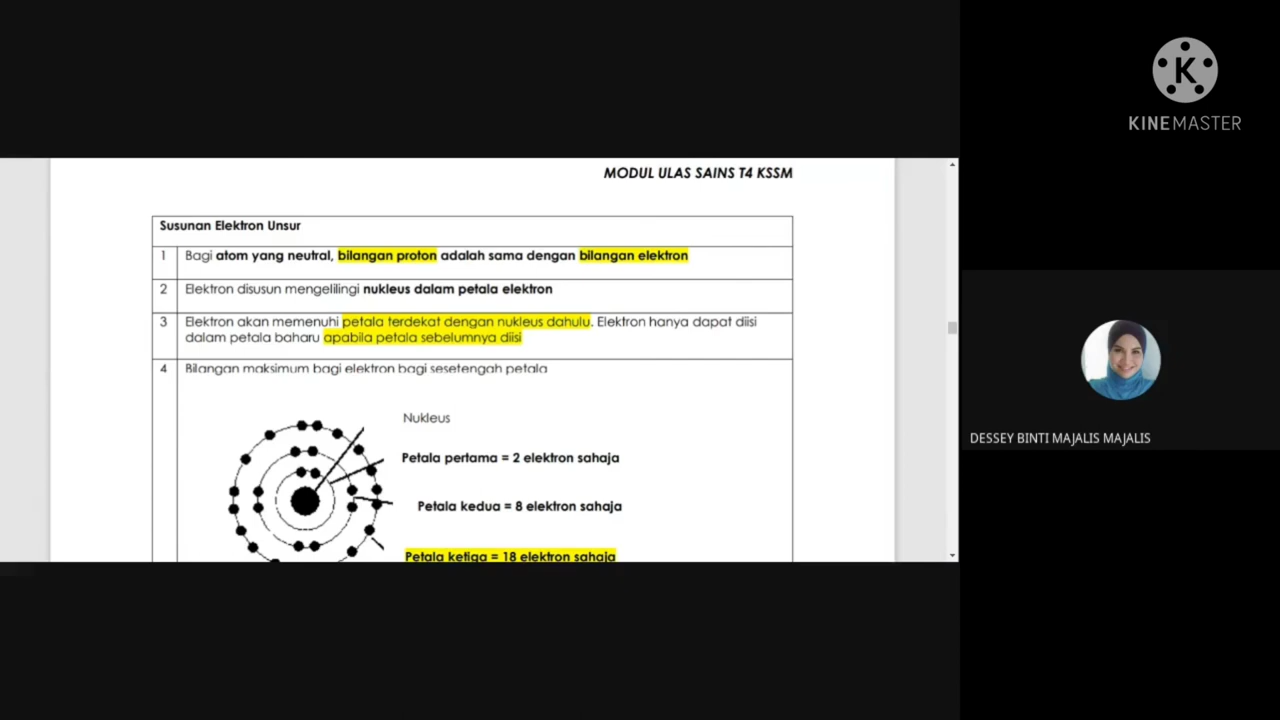 KINEMASTER
MODUL ULAS SAINS T4 KSSM
Susunan Elektron Unsur
1 Bagi atom yang neutral, bilangan proton adalah sama dengan bilangan elektron
2 Elektron disusun mengelilingi nukleus dalam petala elektron
3 Elektron akan memenuhi petala terdekat dengan nukleus dahulu. Elektron hanya dapat diisi
dalam petala baharu apabila petala sebelumnya diisi
4 Bilangan maksimum bagi elektron bagi sesetengah petala
Nukleus
Petala pertama = 2 elektron sahaja
Petala kedua = 8 elektron sahaja
Petala ketiga = 18 elektron sahaja
DESSEY BINTI MAJALIS MAJALIS